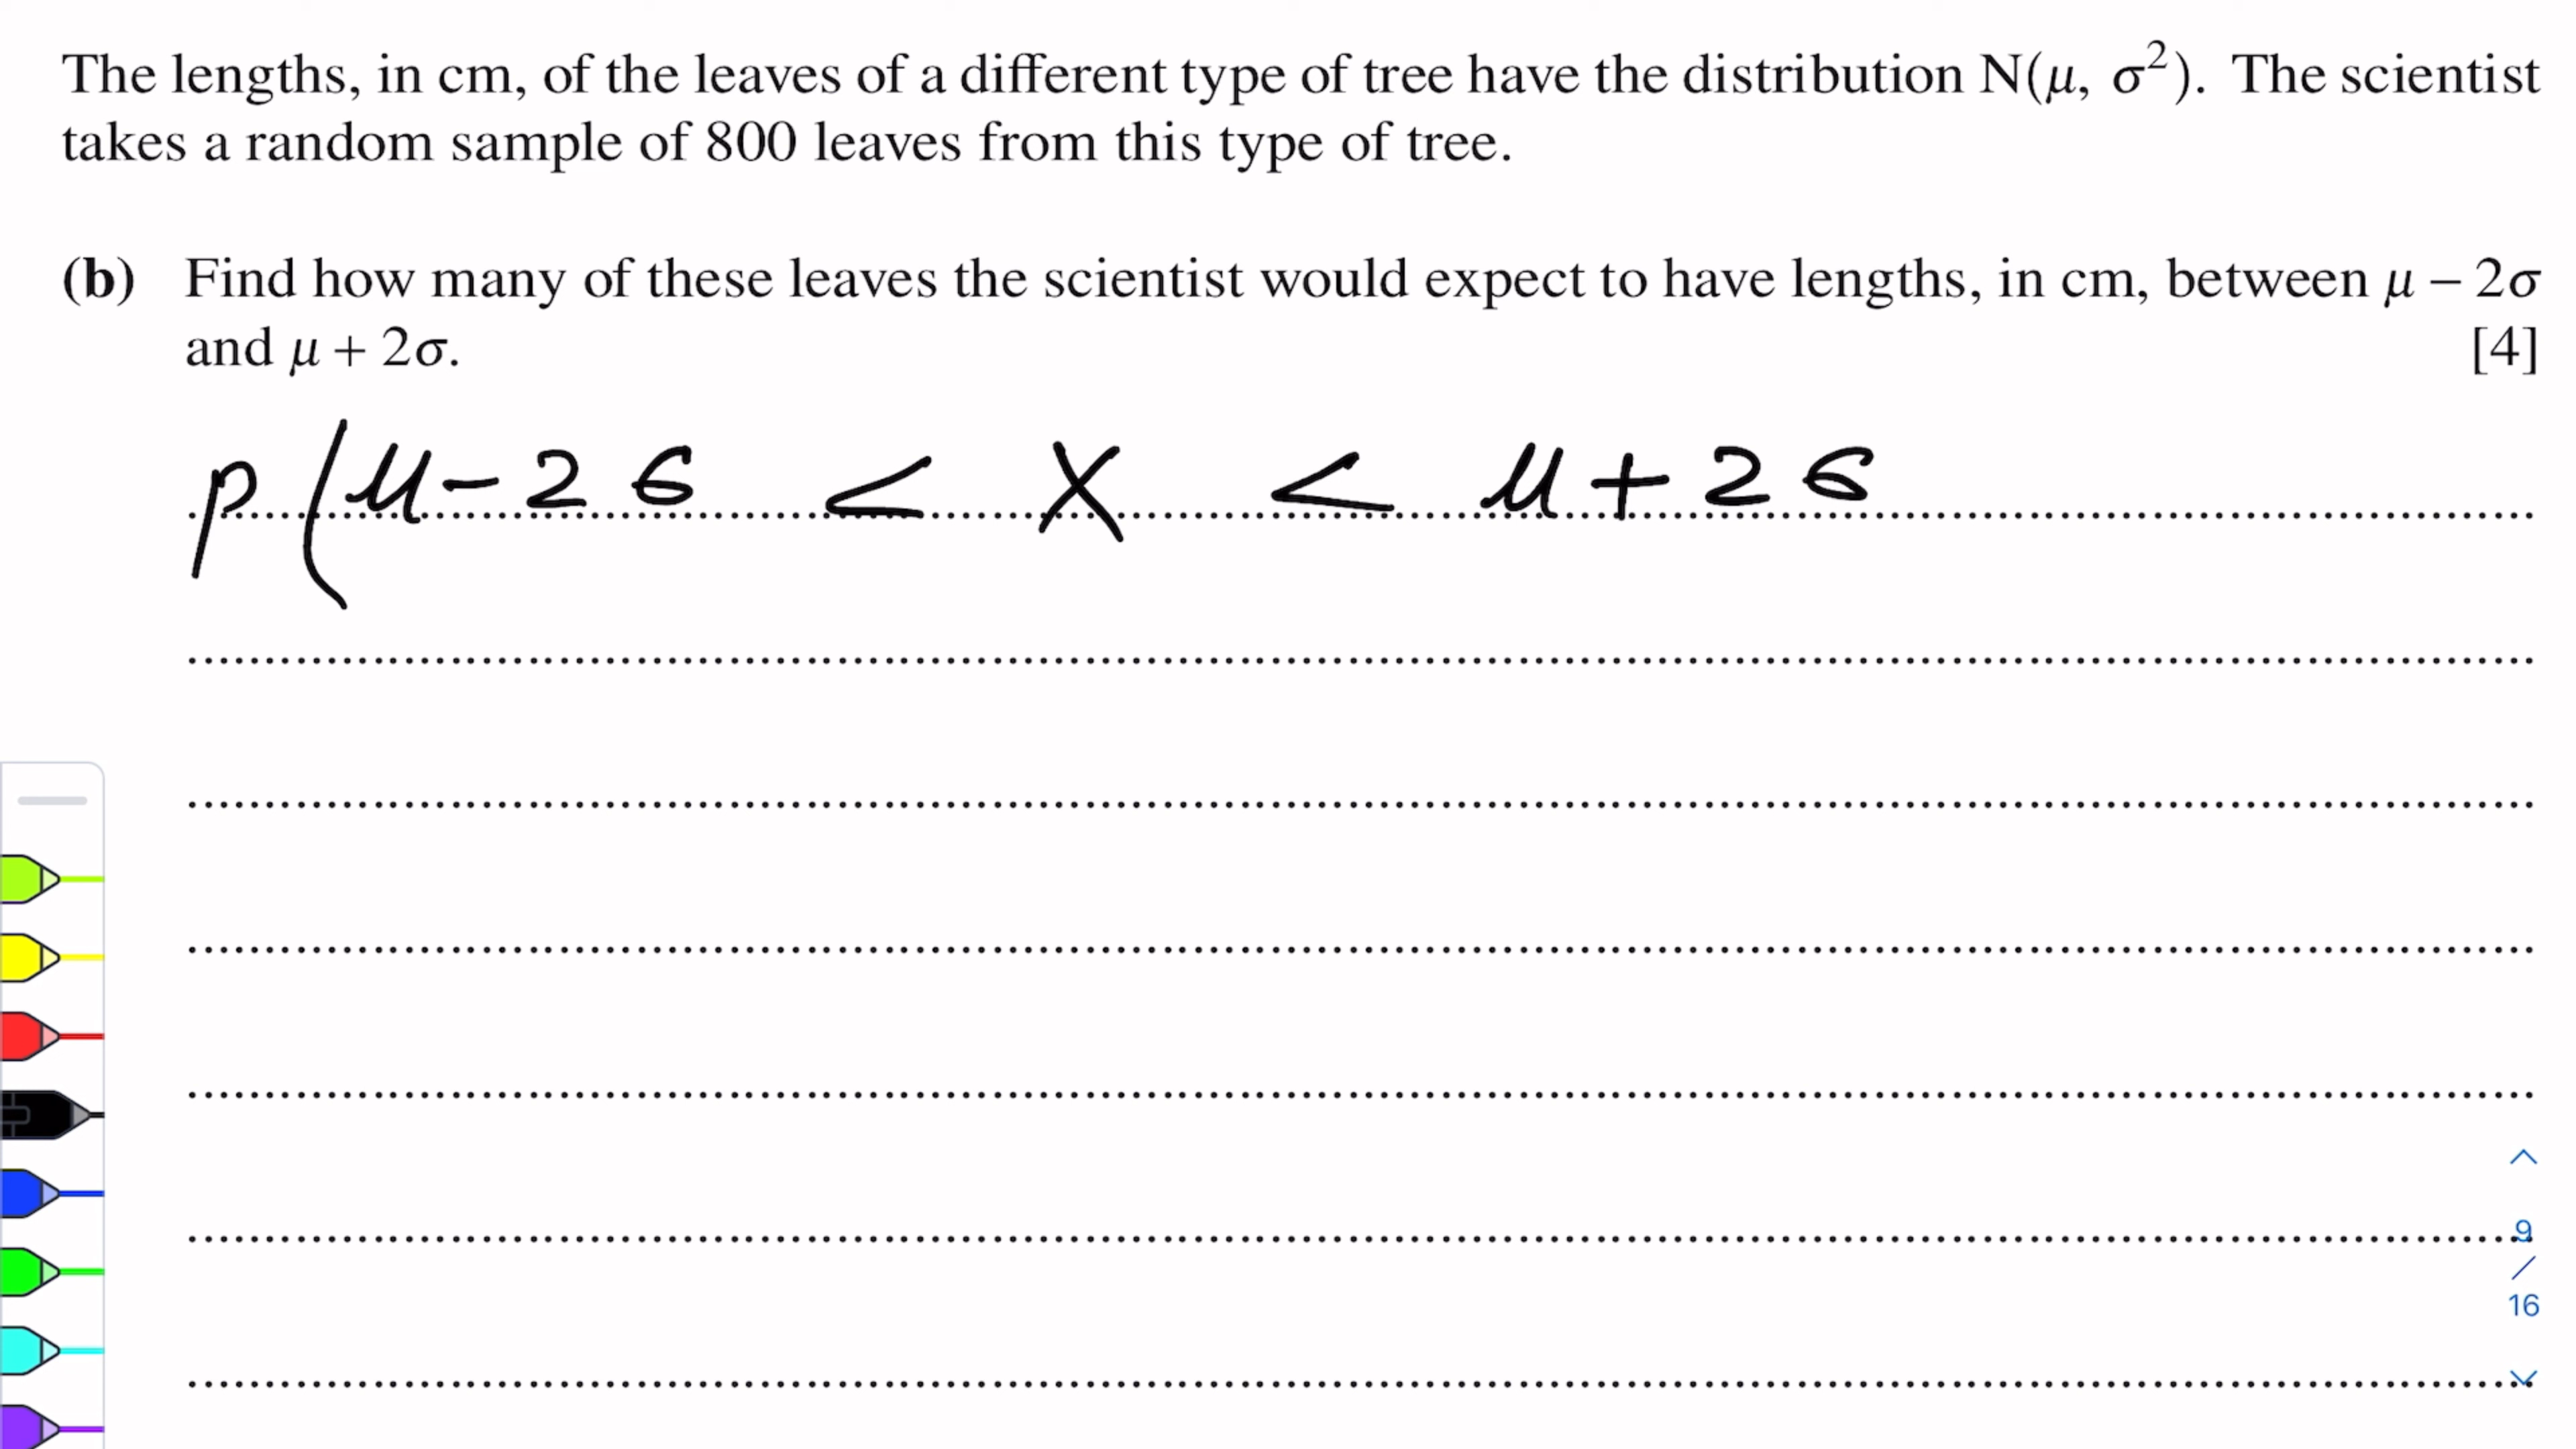 The lengths, in cm, of the leaves of a different type of tree have the distribution N(μ, σ²). The scientist
takes a random sample of 800 leaves from this type of tree.
(b) Find how many of these leaves the scientist would expect to have lengths, in cm, between μ – 2σ
and μ + 2σ. [4]
P(μ - 2σ < X < μ + 2σ
9
/
16